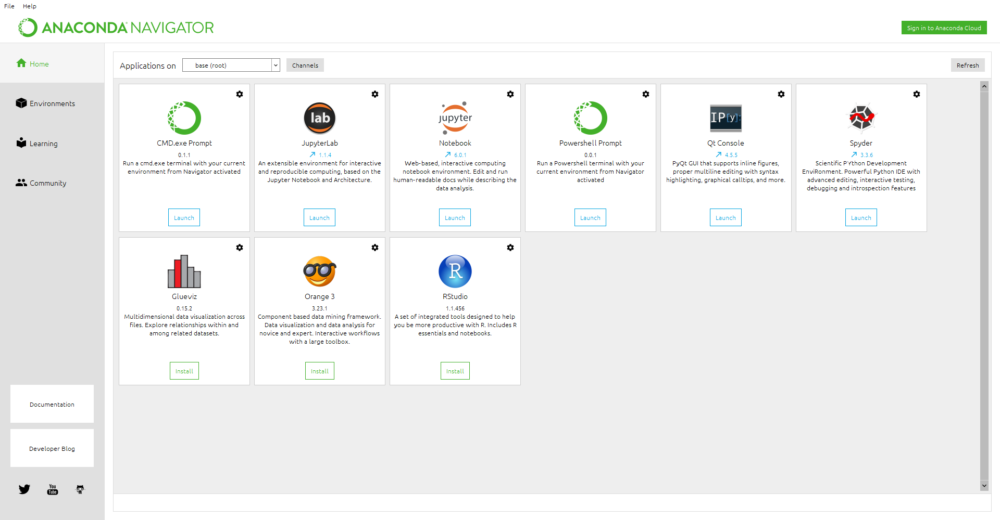 File Help
ANACONDA NAVIGATOR
Sign in to Anaconda Cloud
Home
Environments
Learning
Community
Documentation
Developer Blog
You
Tube
Applications on base (root) Channels Refresh
CMD.exe Prompt
0.1.1
Run a cmd.exe terminal with your current
environment from Navigator activated
Launch
lab
JupyterLab
1.1.4
An extensible environment for interactive
and reproducible computing, based on the
Jupyter Notebook and Architecture.
Launch
jupyter
Notebook
6.0.1
Web-based, interactive computing
notebook environment. Edit and run
human-readable docs while describing the
data analysis.
Launch
Powershell Prompt
0.0.1
Run a Powershell terminal with your
current environment from Navigator
activated
Launch
IP[y]:
Qt Console
4.5.5
PyQt GUI that supports inline figures,
proper multiline editing with syntax
highlighting, graphical calltips, and more.
Launch
Spyder
3.3.6
Scientific PYthon Development
EnviRonment. Powerful Python IDE with
advanced editing, interactive testing,
debugging and introspection features
Launch
Glueviz
0.15.2
Multidimensional data visualization across
files. Explore relationships within and
among related datasets.
Install
Orange 3
3.23.1
Component based data mining framework.
Data visualization and data analysis for
novice and expert. Interactive workflows
with a large toolbox.
Install
R
RStudio
1.1.456
A set of integrated tools designed to help
you be more productive with R. Includes R
essentials and notebooks.
Install